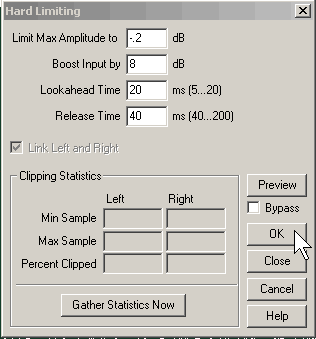 Hard Limiting
Limit Max Amplitude to -.2 dB
Boost Input by 8 dB
Lookahead Time 20 ms (5...20)
Release Time 40 ms (40...200)
Link Left and Right
Clipping Statistics
Left Right
Min Sample
Max Sample
Percent Clipped
Gather Statistics Now
Preview
Bypass
OK
Close
Cancel
Help